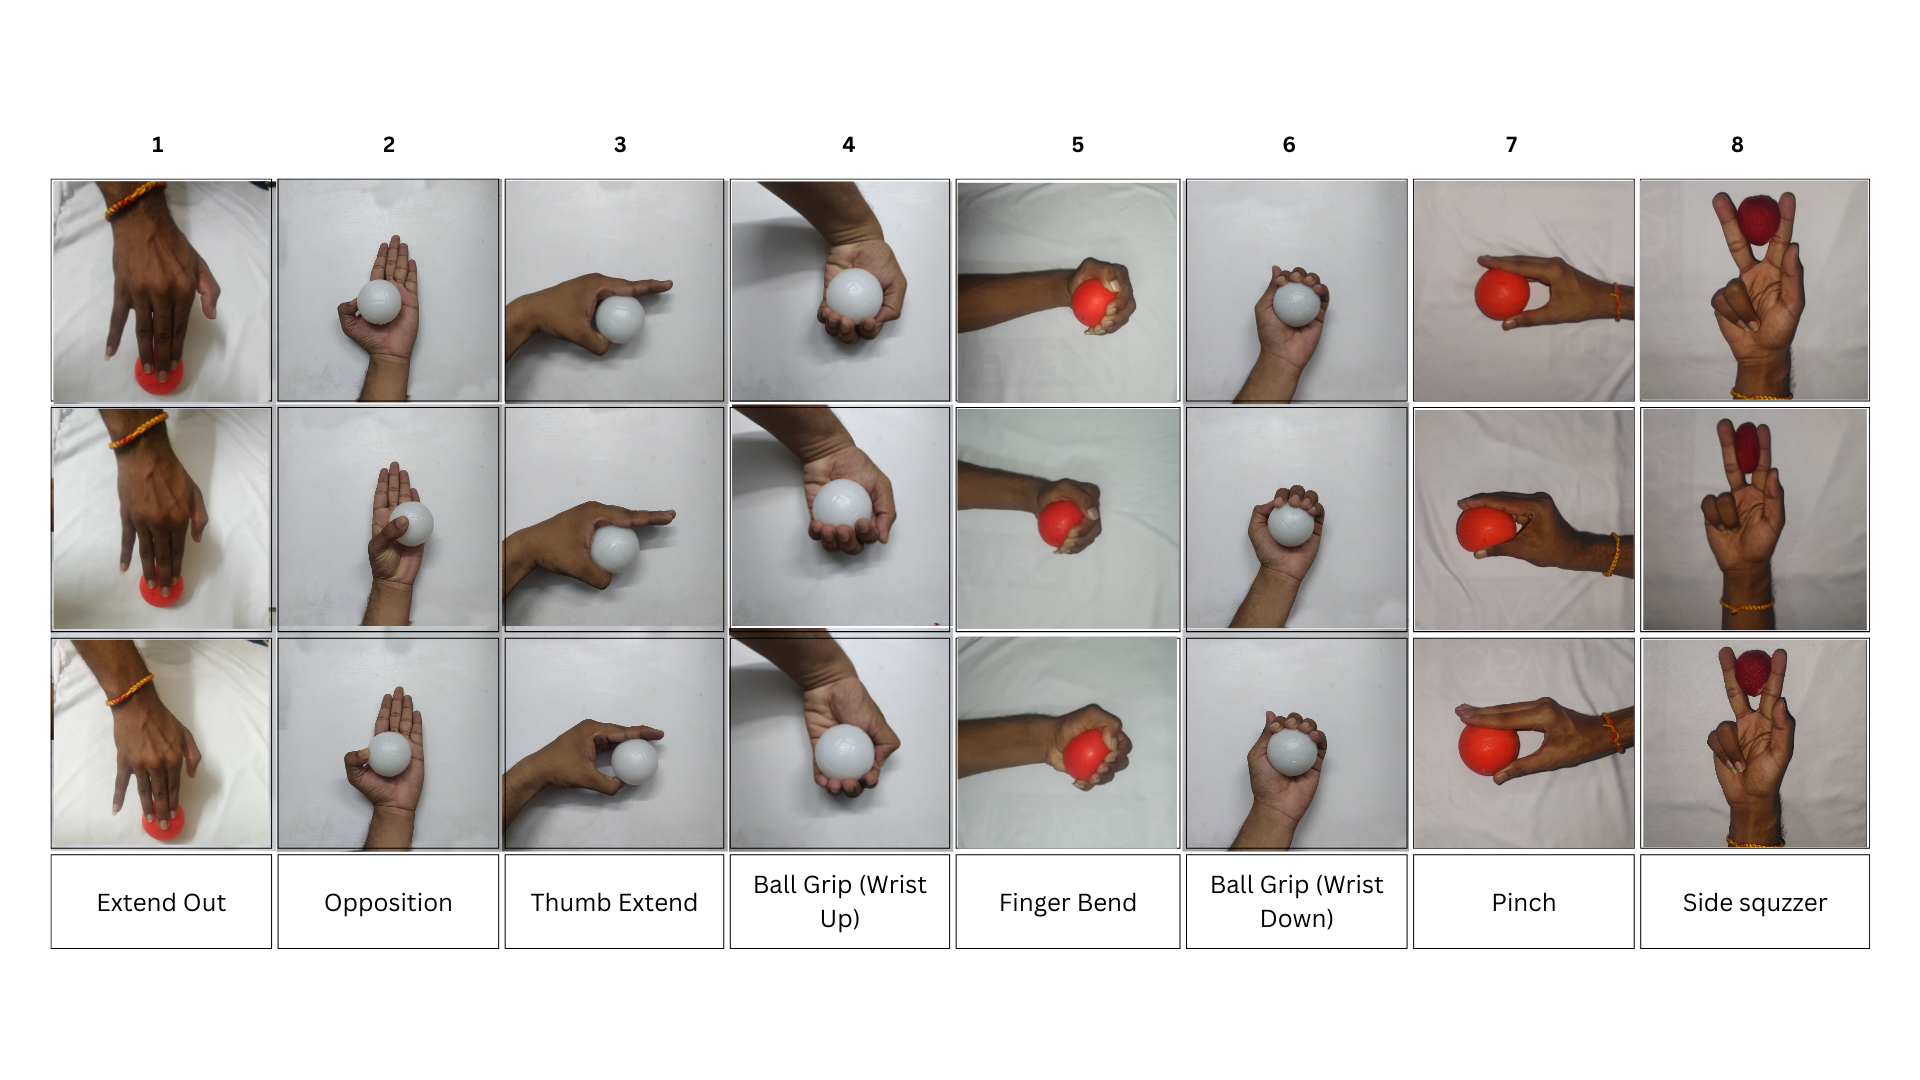 1
2
3
4
5
6
7
8
Extend Out
Opposition
Thumb Extend
Ball Grip (Wrist
Up)
Finger Bend
Ball Grip (Wrist
Down)
Pinch
Side squzzer